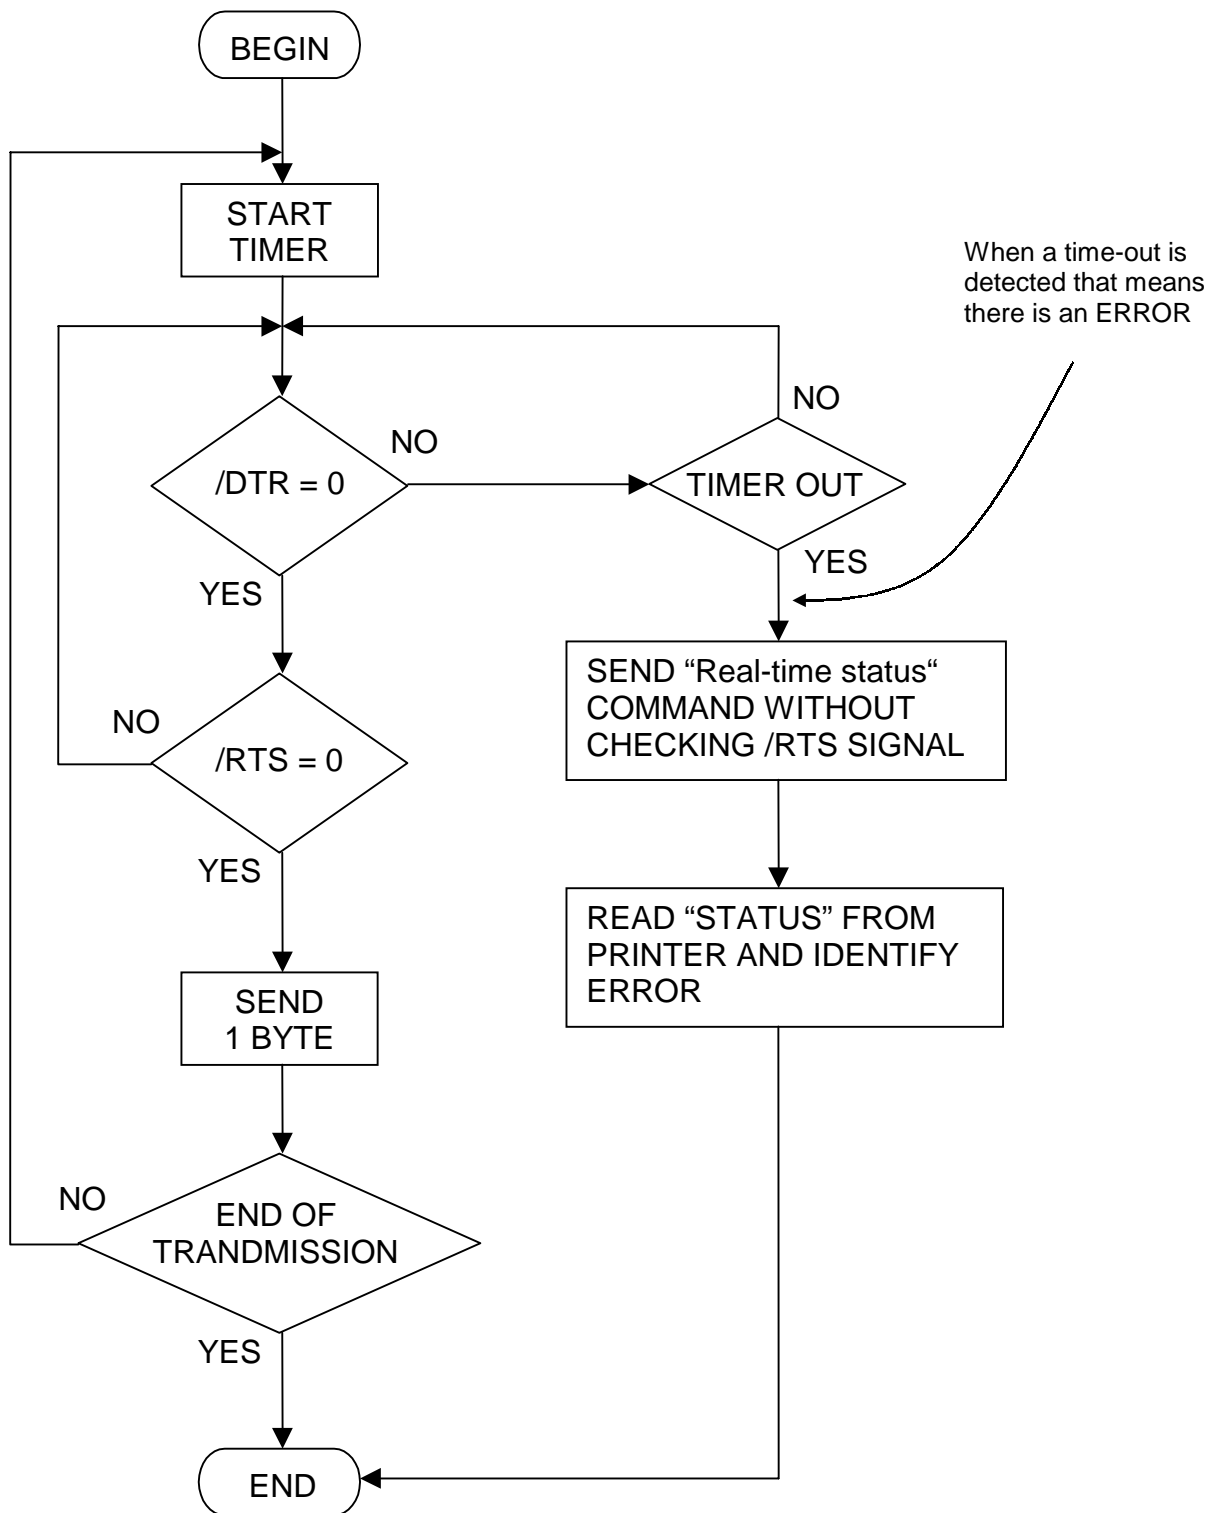 BEGIN
START
TIMER
When a time-out is
detected that means
there is an ERROR
NO
/DTR = 0
NO
TIMER OUT
YES
YES
SEND “Real-time status“
COMMAND WITHOUT
CHECKING /RTS SIGNAL
NO
/RTS = 0
YES
READ “STATUS” FROM
PRINTER AND IDENTIFY
ERROR
SEND
1 BYTE
NO
END OF
TRANDMISSION
YES
END